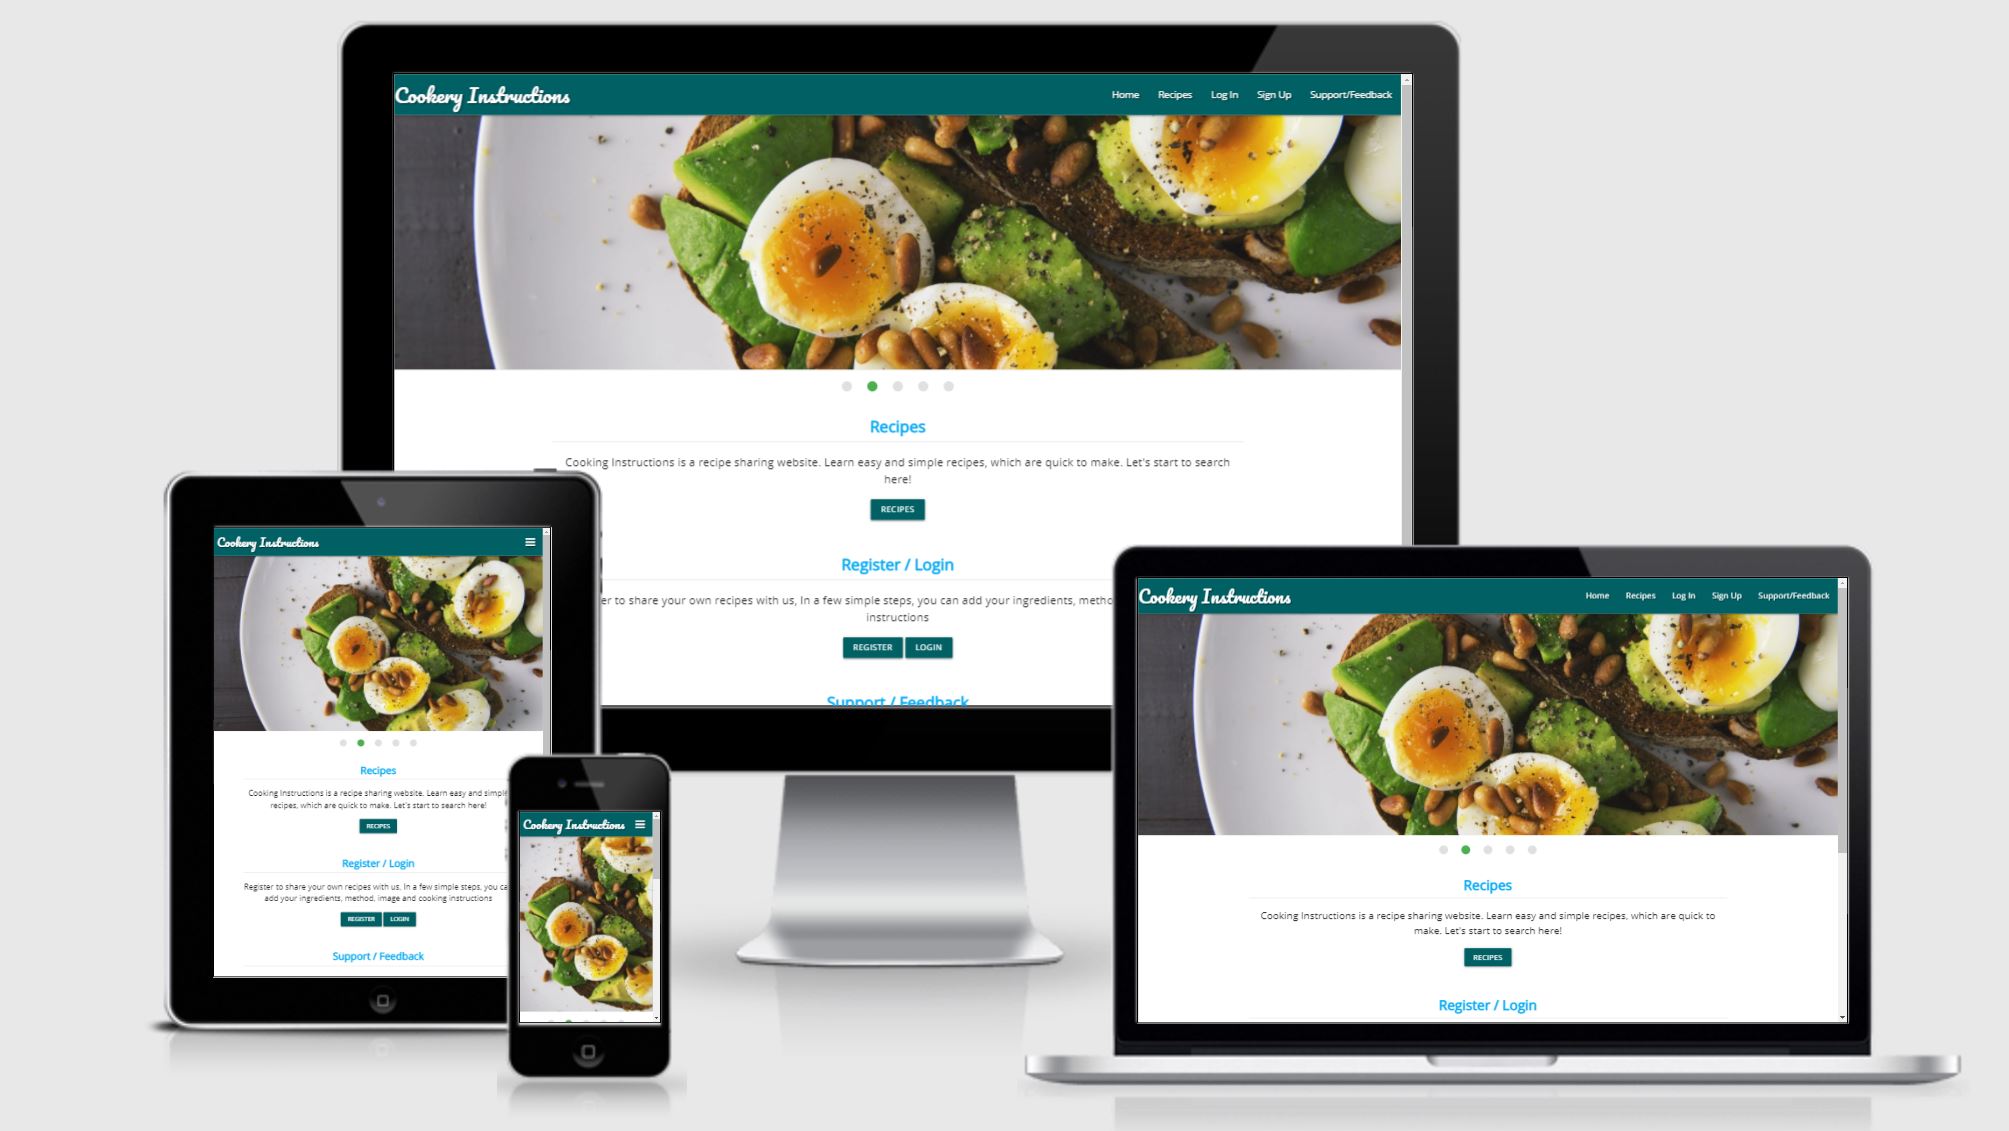 Cookery Instructions
Home Recipes Log In Sign Up Support/Feedback
Recipes
Cooking Instructions is a recipe sharing website. Learn easy and simple recipes, which are quick to make. Let's start to search
here!
RECIPES
Register / Login
er to share your own recipes with us, In a few simple steps, you can add your ingredients, metho
instructions
REGISTER LOGIN
Support / Feedback
Cookery Instructions
Recipes
Cooking Instructions is a recipe sharing website. Learn easy and simple
recipes, which are quick to make. Let's start to search here!
RECIPES
Register / Login
Register to share your own recipes with us, In a few simple steps, you ca
add your ingredients, method, image and cooking instructions
REGISTER LOGIN
Support / Feedback
Cookery Instructions
Cookery Instructions
Home Recipes Log In Sign Up Support/Feedback
Recipes
Cooking Instructions is a recipe sharing website. Learn easy and simple recipes, which are quick to
make. Let's start to search here!
RECIPES
Register / Login